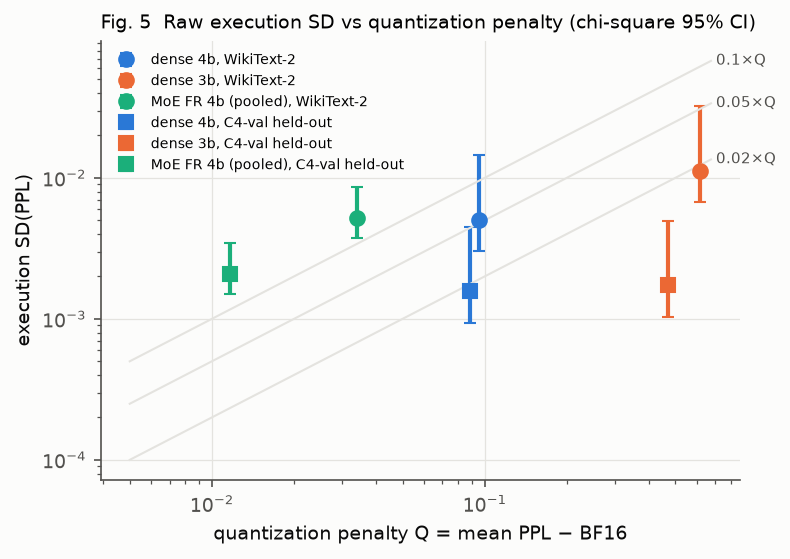 Fig. 5  Raw execution SD vs quantization penalty (chi-square 95% CI)
dense 4b, WikiText-2
dense 3b, WikiText-2
MoE FR 4b (pooled), WikiText-2
dense 4b, C4-val held-out
dense 3b, C4-val held-out
MoE FR 4b (pooled), C4-val held-out
0.1×Q
0.05×Q
0.02×Q
execution SD(PPL)
10⁻²
10⁻³
10⁻⁴
10⁻²
10⁻¹
quantization penalty Q = mean PPL − BF16